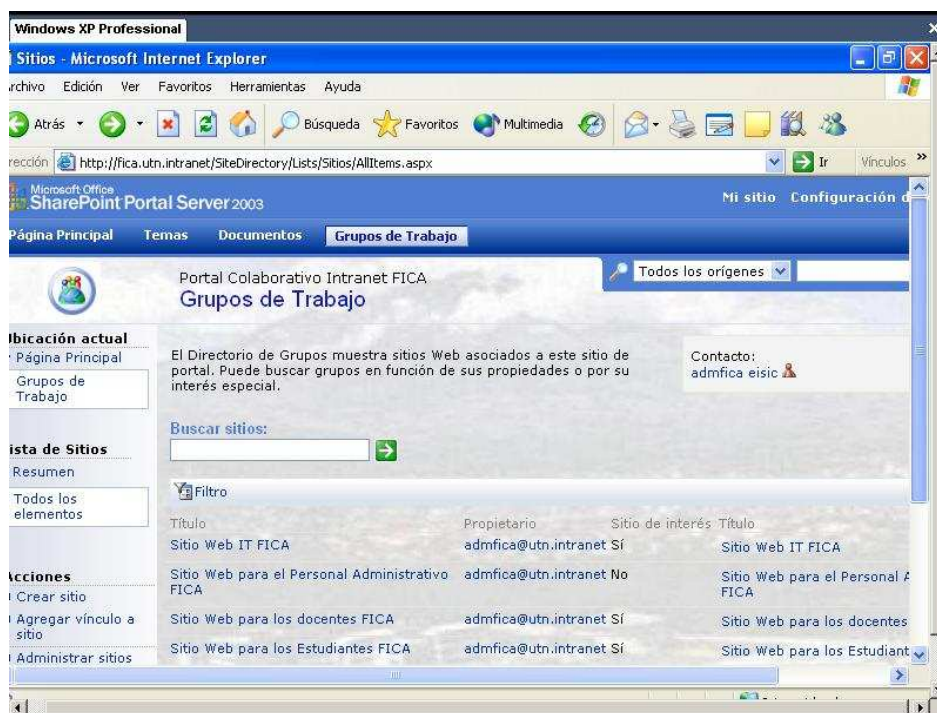 Windows XP Professional
Sitios - Microsoft Internet Explorer
rchivo Edición Ver Favoritos Herramientas Ayuda
Atrás Búsqueda Favoritos Multimedia
rección http://fica.utn.intranet/SiteDirectory/Lists/Sitios/AllItems.aspx Ir Vínculos »
Microsoft Office
SharePoint Portal Server 2003
Mi sitio Configuración d
Página Principal Temas Documentos Grupos de Trabajo
Todos los orígenes
Portal Colaborativo Intranet FICA
Grupos de Trabajo
Ubicación actual
Página Principal
Grupos de
Trabajo
ista de Sitios
Resumen
Todos los
elementos
Acciones
Crear sitio
Agregar vínculo a
sitio
Administrar sitios
El Directorio de Grupos muestra sitios Web asociados a este sitio de
portal. Puede buscar grupos en función de sus propiedades o por su
interés especial.
Contacto:
admfica eisic
Buscar sitios:
Filtro
Título Propietario Sitio de interés Título
Sitio Web IT FICA admfica@utn.intranet Sí Sitio Web IT FICA
Sitio Web para el Personal Administrativo admfica@utn.intranet No Sitio Web para el Personal A
FICA FICA
Sitio Web para los docentes FICA admfica@utn.intranet Sí Sitio Web para los docentes
Sitio Web para los Estudiantes FICA admfica@utn.intranet Sí Sitio Web para los Estudiant